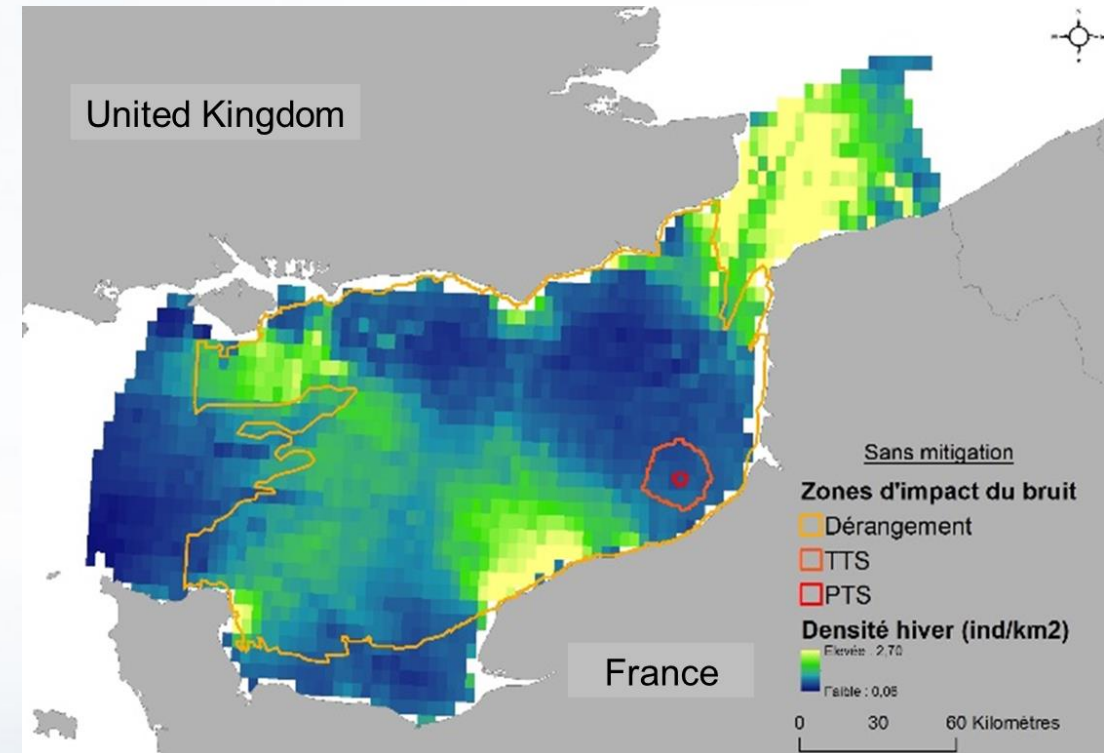 United Kingdom
Sans mitigation
Zones d'impact du bruit
Dérangement
TTS
PTS
Densité hiver (ind/km2)
Elevée : 2,70
Faible : 0,06
France
0 30 60 Kilomètres